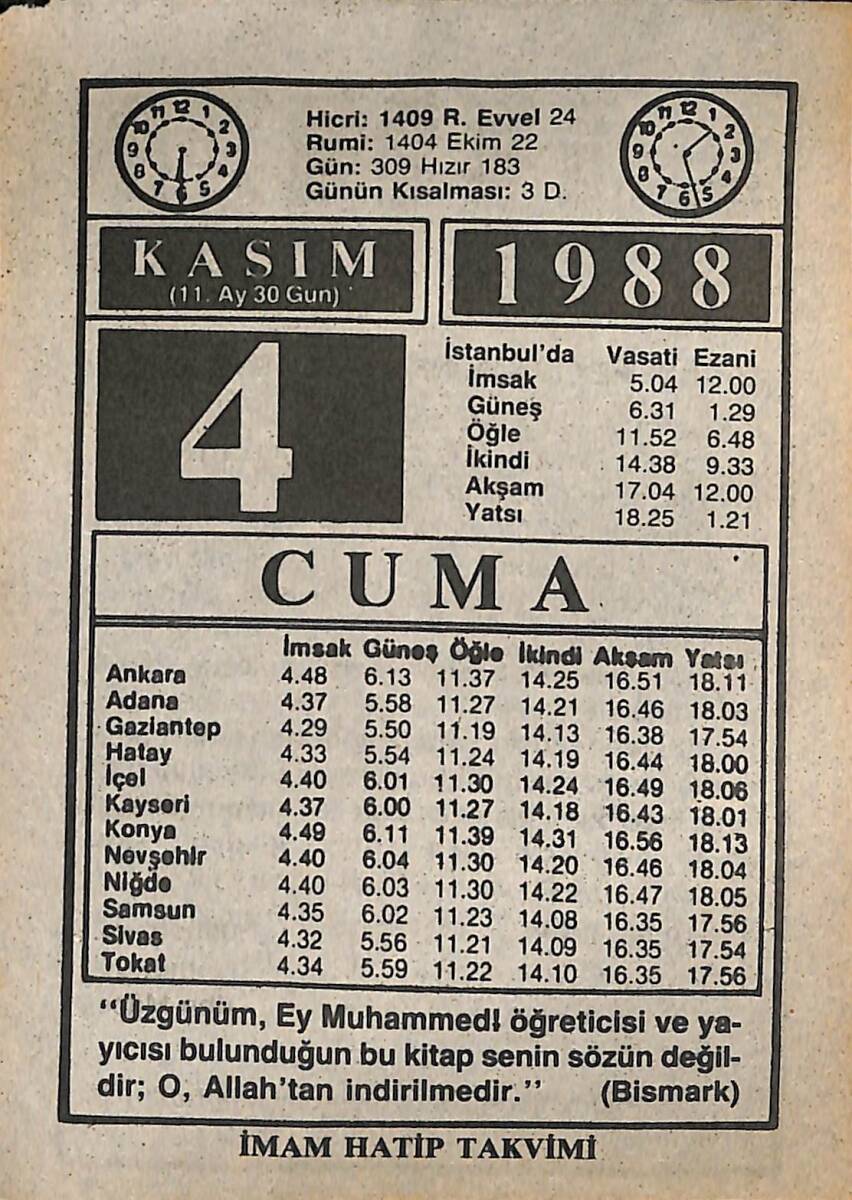 Hicri: 1409 R. Evvel 24
Rumi: 1404 Ekim 22
Gün: 309 Hızır 183
Günün Kısalması: 3 D.
KASIM
(11. Ay 30 Gun)
1988
4
İstanbul'da Vasati Ezani
İmsak 5.04 12.00
Güneş 6.31 1.29
Öğle 11.52 6.48
İkindi 14.38 9.33
Akşam 17.04 12.00
Yatsı 18.25 1.21
CUMA
İmsak Güneş Öğle İkindi Akşam Yatsı
Ankara 4.48 6.13 11.37 14.25 16.51 18.11
Adana 4.37 5.58 11.27 14.21 16.46 18.03
Gaziantep 4.29 5.50 11.19 14.13 16.38 17.54
Hatay 4.33 5.54 11.24 14.19 16.44 18.00
İçel 4.40 6.01 11.30 14.24 16.49 18.06
Kayseri 4.37 6.00 11.27 14.18 16.43 18.01
Konya 4.49 6.11 11.39 14.31 16.56 18.13
Nevşehir 4.40 6.04 11.30 14.20 16.46 18.04
Niğde 4.40 6.03 11.30 14.22 16.47 18.05
Samsun 4.35 6.02 11.23 14.08 16.35 17.56
Sivas 4.32 5.56 11.21 14.09 16.35 17.54
Tokat 4.34 5.59 11.22 14.10 16.35 17.56
"Üzgünüm, Ey Muhammed! öğreticisi ve ya-
yıcısı bulunduğun bu kitap senin sözün değil-
dir; O, Allah'tan indirilmedir." (Bismark)
İMAM HATİP TAKVİMİ